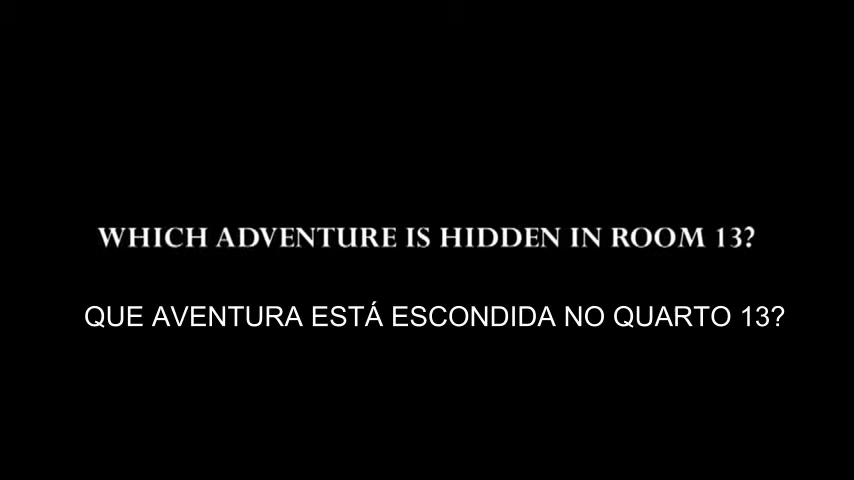 WHICH ADVENTURE IS HIDDEN IN ROOM 13?
QUE AVENTURA ESTÁ ESCONDIDA NO QUARTO 13?